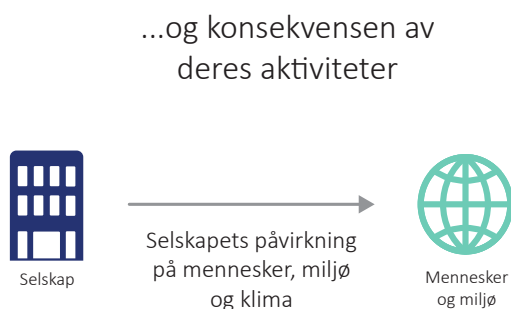 ...og konsekvensen av
deres aktiviteter
Selskap
Selskapets påvirkning
på mennesker, miljø
og klima
Mennesker
og miljø